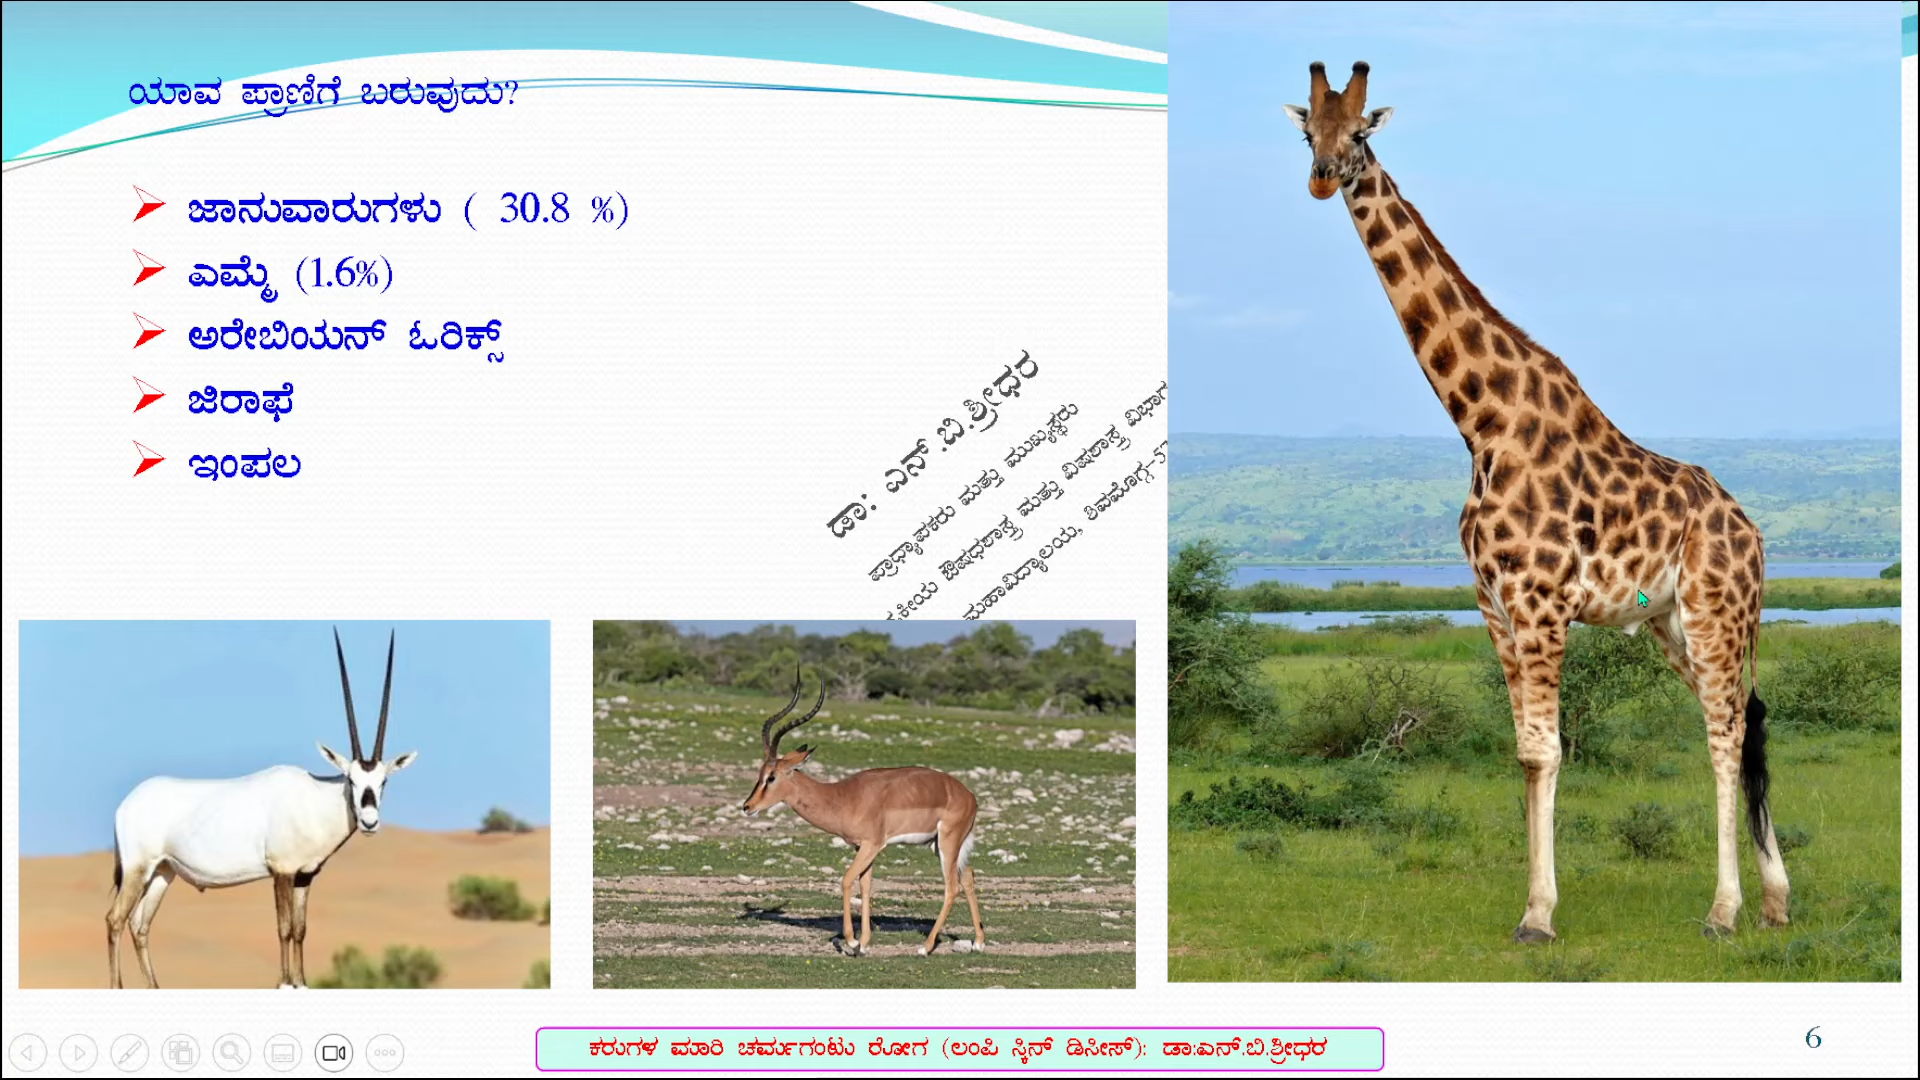 ಯಾವ ಪ್ರಾಣಿಗೆ ಬರುವುದು?
ಜಾನುವಾರುಗಳು ( 30.8 %)
ಎಮ್ಮೆ (1.6%)
ಅರೇಬಿಯನ್ ಓರಿಕ್ಸ್
ಜಿರಾಫೆ
ಇಂಪಲ
ಡಾ: ಎನ್.ಬಿ.ಶ್ರೀಧರ
ಪ್ರಾಧ್ಯಾಪಕರು ಮತ್ತು ಮುಖ್ಯಸ್ಥರು
ಔಷಧಶಾಸ್ತ್ರ ಮತ್ತು ವಿಷಶಾಸ್ತ್ರ ವಿಭಾಗ
ಮಹಾವಿದ್ಯಾಲಯ, ಶಿವಮೊಗ್ಗ-57
ಕರುಗಳ ಮಾರಿ ಚರ್ಮಗಂಟು ರೋಗ (ಲಂಪಿ ಸ್ಕಿನ್ ಡಿಸೀಸ್): ಡಾ:ಎನ್.ಬಿ.ಶ್ರೀಧರ
6